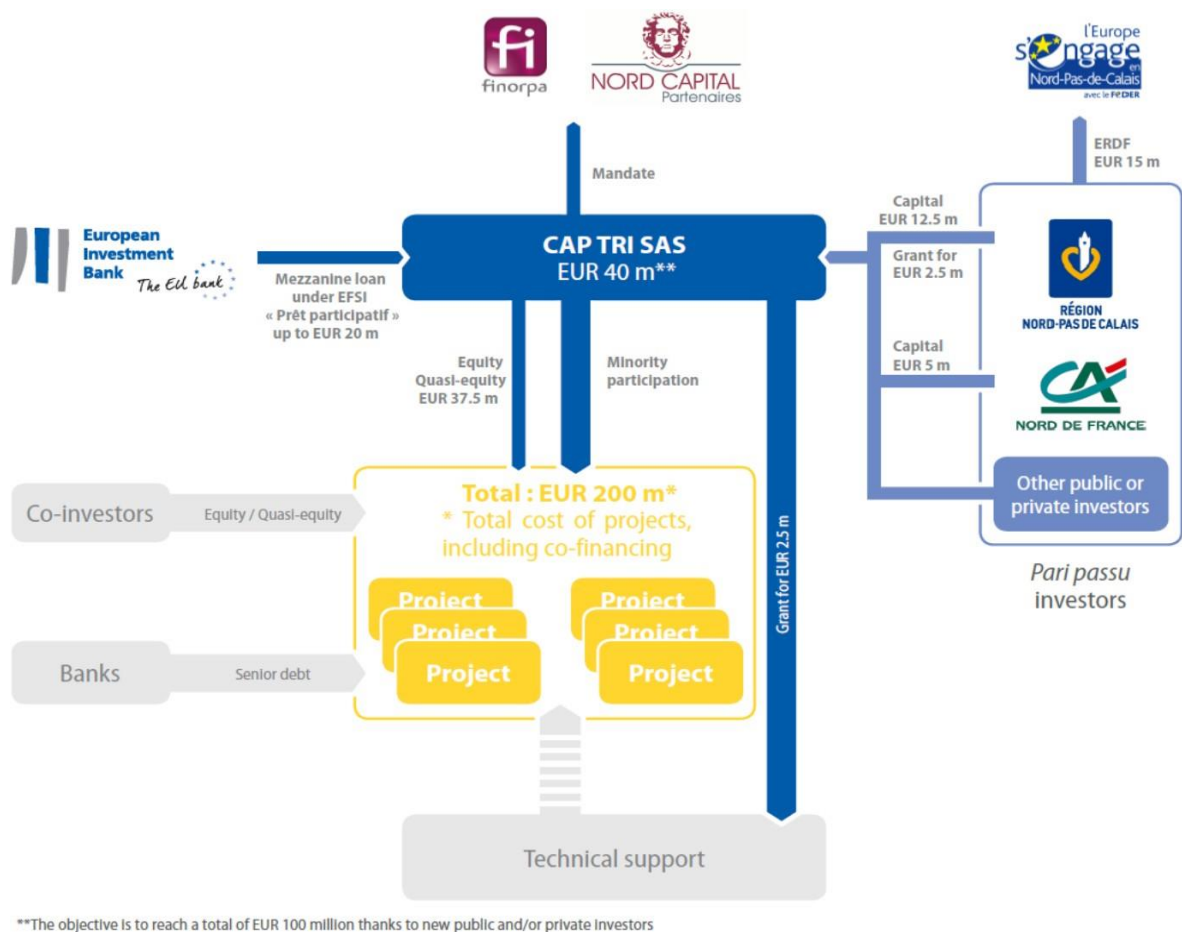 fi
finorpa
NORD CAPITAL
Partenaires
l'Europe
s'engage
en
Nord-Pas-de-Calais
avec le FEDER
ERDF
EUR 15 m
Mandate
European
Investment
Bank
The EU bank
Mezzanine loan
under EFSI
« Prêt participatif »
up to EUR 20 m
CAP TRI SAS
EUR 40 m**
Capital
EUR 12.5 m
Grant for
EUR 2.5 m
RÉGION
NORD-PAS DE CALAIS
Capital
EUR 5 m
CA
NORD DE FRANCE
Other public or
private investors
Pari passu
investors
Equity
Quasi-equity
EUR 37.5 m
Minority
participation
Grant for EUR 2.5 m
Co-investors
Equity / Quasi-equity
Total : EUR 200 m*
* Total cost of projects,
including co-financing
Project
Project
Project
Project
Project
Project
Banks
Senior debt
Technical support
**The objective is to reach a total of EUR 100 million thanks to new public and/or private investors